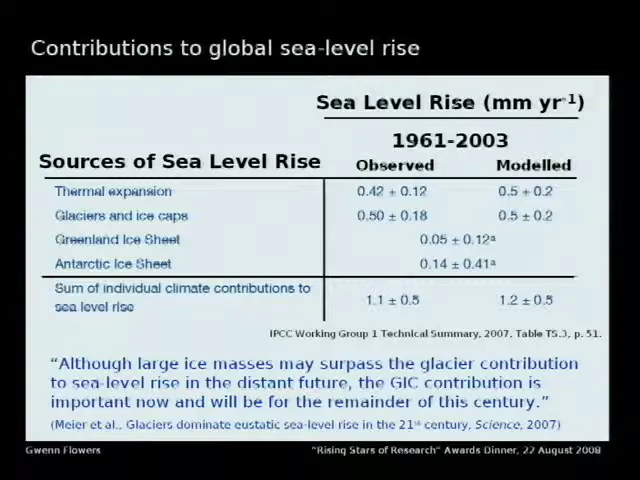 Contributions to global sea-level rise
Sea Level Rise (mm yr⁻¹)
1961-2003
Sources of Sea Level Rise Observed Modelled
Thermal expansion 0.42 ± 0.12 0.5 ± 0.2
Glaciers and ice caps 0.50 ± 0.18 0.5 ± 0.2
Greenland Ice Sheet 0.05 ± 0.12ᵃ
Antarctic Ice Sheet 0.14 ± 0.41ᵃ
Sum of individual climate contributions to
sea level rise 1.1 ± 0.5 1.2 ± 0.5
IPCC Working Group 1 Technical Summary, 2007, Table TS.3, p. 51.
“Although large ice masses may surpass the glacier contribution
to sea-level rise in the distant future, the GIC contribution is
important now and will be for the remainder of this century.”
(Meier et al., Glaciers dominate eustatic sea-level rise in the 21ˢᵗ century, Science, 2007)
Gwenn Flowers “Rising Stars of Research” Awards Dinner, 22 August 2008